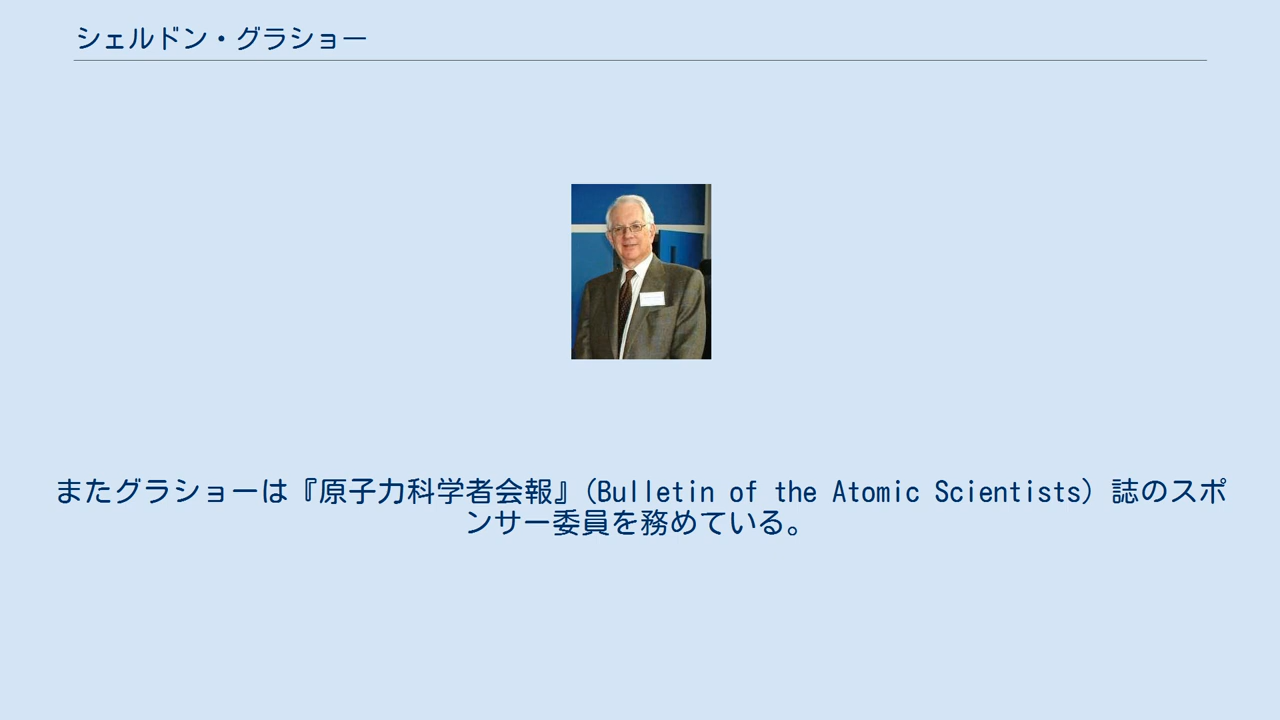 シェルドン・グラショー
またグラショーは『原子力科学者会報』(Bulletin of the Atomic Scientists) 誌のスポ
ンサー委員を務めている。